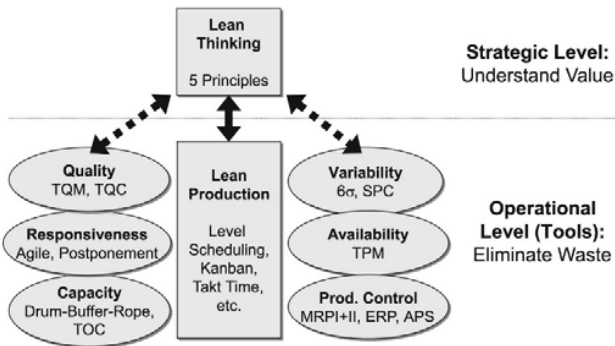 Lean
Thinking
5 Principles
Strategic Level:
Understand Value
Quality
TQM, TQC
Responsiveness
Agile, Postponement
Capacity
Drum-Buffer-Rope,
TOC
Lean
Production
Level
Scheduling,
Kanban,
Takt Time,
etc.
Variability
6σ, SPC
Availability
TPM
Prod. Control
MRPI+II, ERP, APS
Operational
Level (Tools):
Eliminate Waste